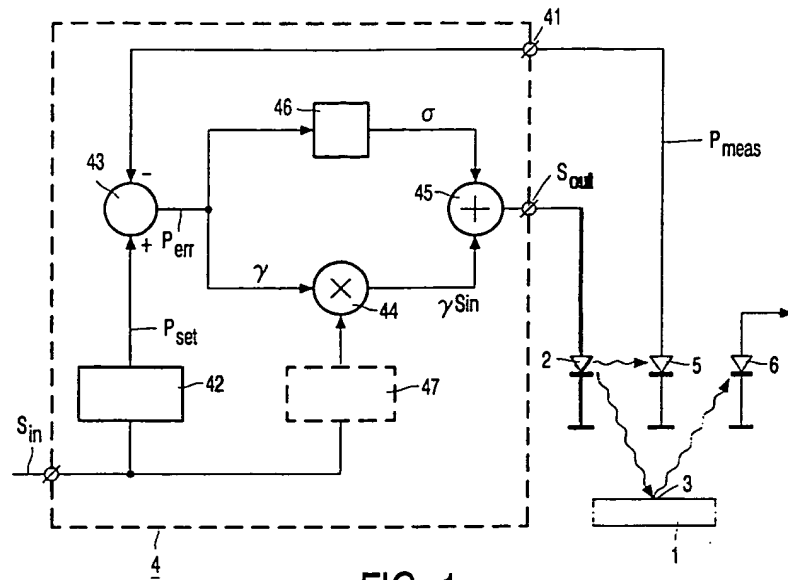 41
46
σ
P_meas
43
-
45
+
S_out
+
P_err
γ
×
44
γSin
P_set
2
5
6
42
47
S_in
3
4
1
FIG. 1